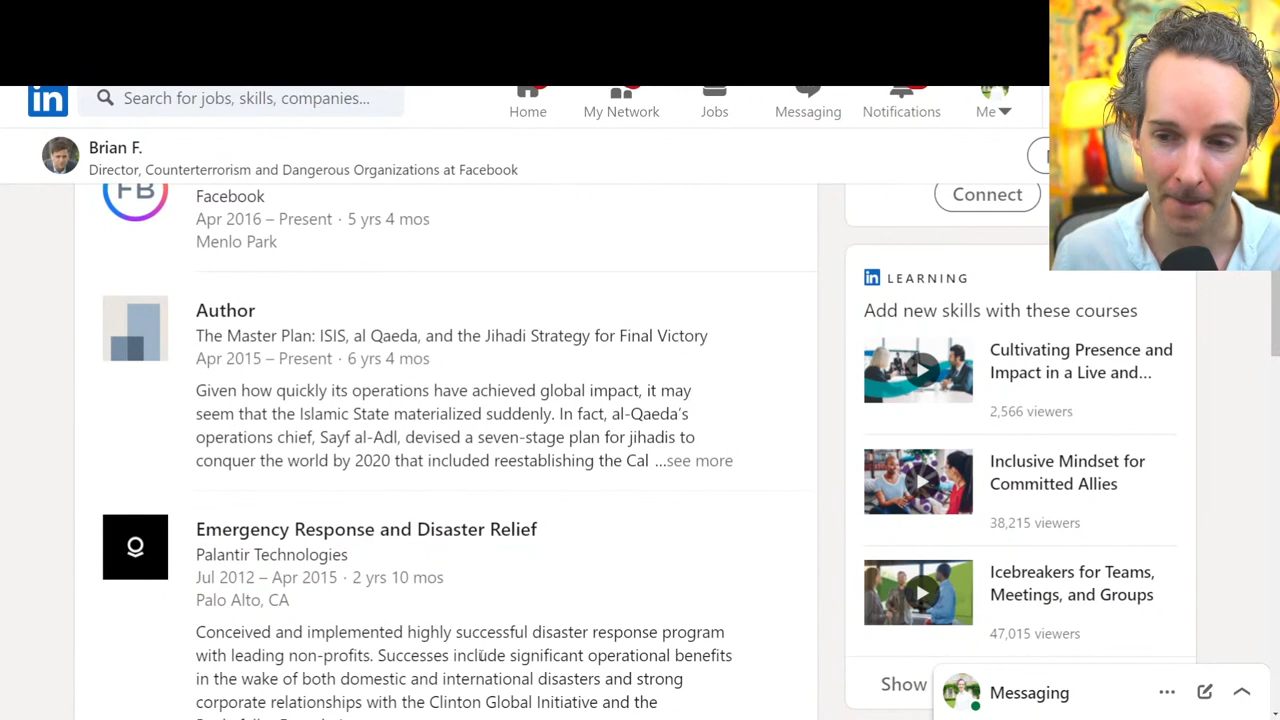 in
Search for jobs, skills, companies...
Home
My Network
Jobs
Messaging
Notifications
Me
Brian F.
Director, Counterterrorism and Dangerous Organizations at Facebook
FB
Facebook
Apr 2016 – Present · 5 yrs 4 mos
Menlo Park
Author
The Master Plan: ISIS, al Qaeda, and the Jihadi Strategy for Final Victory
Apr 2015 – Present · 6 yrs 4 mos
Given how quickly its operations have achieved global impact, it may
seem that the Islamic State materialized suddenly. In fact, al-Qaeda's
operations chief, Sayf al-Adl, devised a seven-stage plan for jihadis to
conquer the world by 2020 that included reestablishing the Cal ...see more
Emergency Response and Disaster Relief
Palantir Technologies
Jul 2012 – Apr 2015 · 2 yrs 10 mos
Palo Alto, CA
Conceived and implemented highly successful disaster response program
with leading non-profits. Successes include significant operational benefits
in the wake of both domestic and international disasters and strong
corporate relationships with the Clinton Global Initiative and the
Connect
in LEARNING
Add new skills with these courses
Cultivating Presence and
Impact in a Live and...
2,566 viewers
Inclusive Mindset for
Committed Allies
38,215 viewers
Icebreakers for Teams,
Meetings, and Groups
47,015 viewers
Show
Messaging